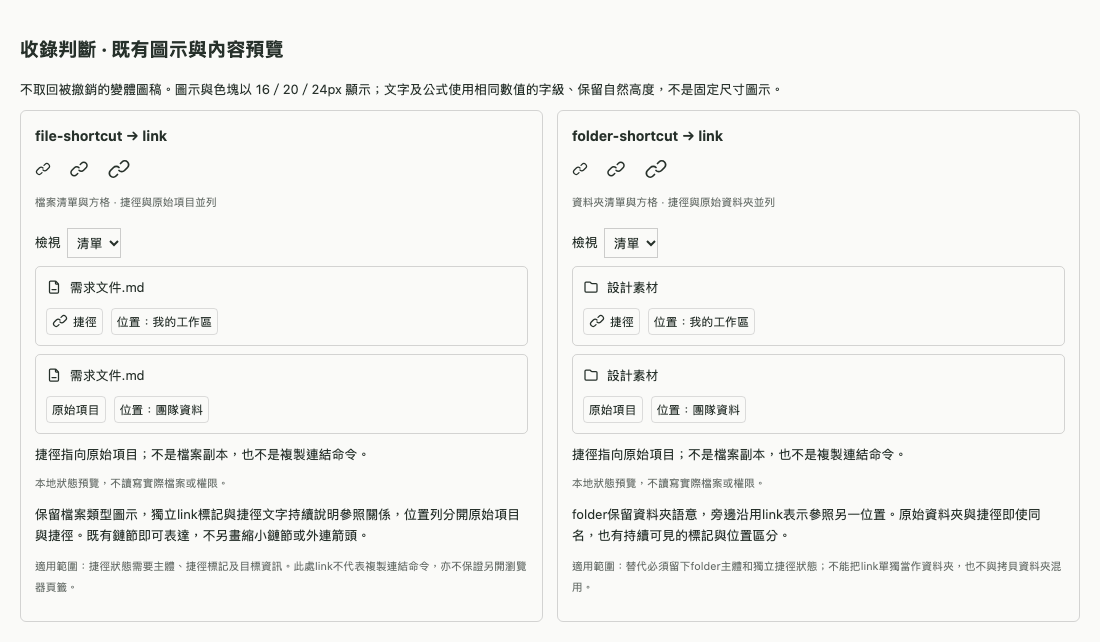 收錄判斷 · 既有圖示與內容預覽
不取回被撤銷的變體圖稿。圖示與色塊以 16 / 20 / 24px 顯示；文字及公式使用相同數值的字級、保留自然高度，不是固定尺寸圖示。
file-shortcut → link
檔案清單與方格 · 捷徑與原始項目並列
檢視 清單
需求文件.md
捷徑 位置：我的工作區
需求文件.md
原始項目 位置：團隊資料
捷徑指向原始項目；不是檔案副本，也不是複製連結命令。
本地狀態預覽，不讀寫實際檔案或權限。
保留檔案類型圖示，獨立link標記與捷徑文字持續說明參照關係，位置列分開原始項目
與捷徑。既有鏈節即可表達，不另畫縮小鏈節或外連箭頭。
適用範圍：捷徑狀態需要主體、捷徑標記及目標資訊。此處link不代表複製連結命令，亦不保證另開瀏覽
器頁籤。
folder-shortcut → link
資料夾清單與方格 · 捷徑與原始資料夾並列
檢視 清單
設計素材
捷徑 位置：我的工作區
設計素材
原始項目 位置：團隊資料
捷徑指向原始項目；不是檔案副本，也不是複製連結命令。
本地狀態預覽，不讀寫實際檔案或權限。
folder保留資料夾語意，旁邊沿用link表示參照另一位置。原始資料夾與捷徑即使同
名，也有持續可見的標記與位置區分。
適用範圍：替代必須留下folder主體和獨立捷徑狀態；不能把link單獨當作資料夾，也不與拷貝資料夾混
用。